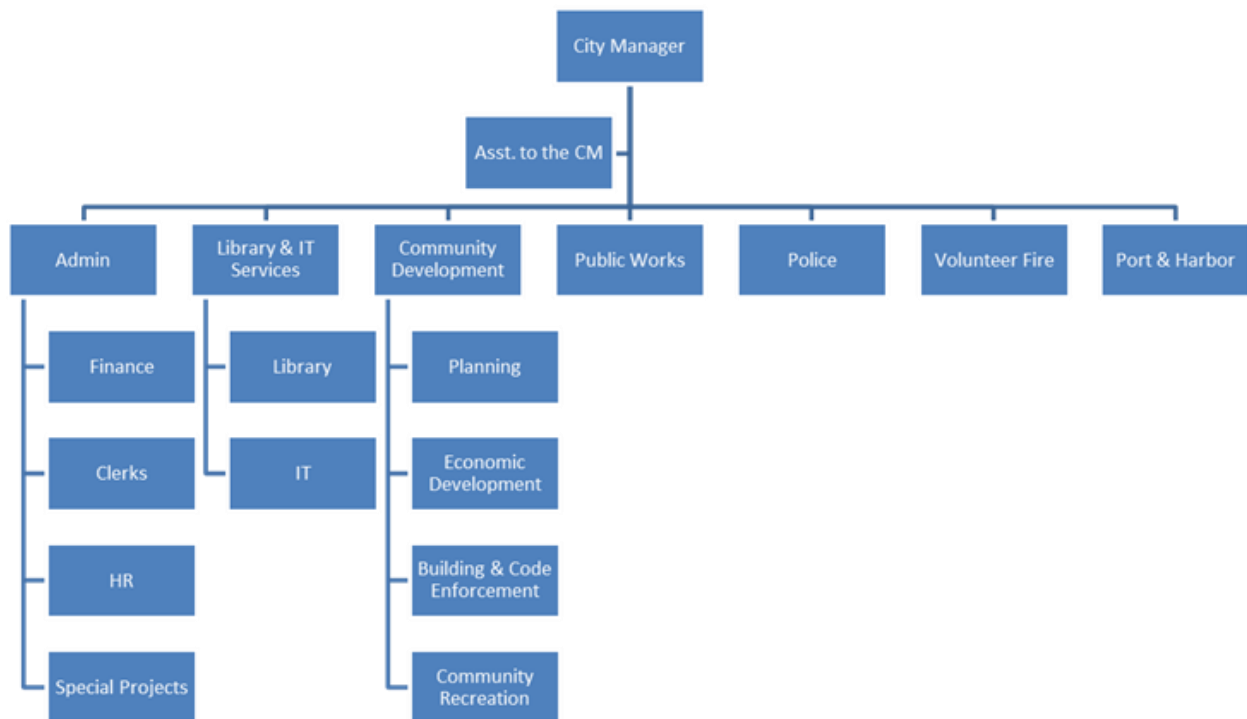 City Manager
Asst. to the CM
Admin
Library & IT
Services
Community
Development
Public Works
Police
Volunteer Fire
Port & Harbor
Finance
Library
Planning
Clerks
IT
Economic
Development
HR
Building & Code
Enforcement
Special Projects
Community
Recreation